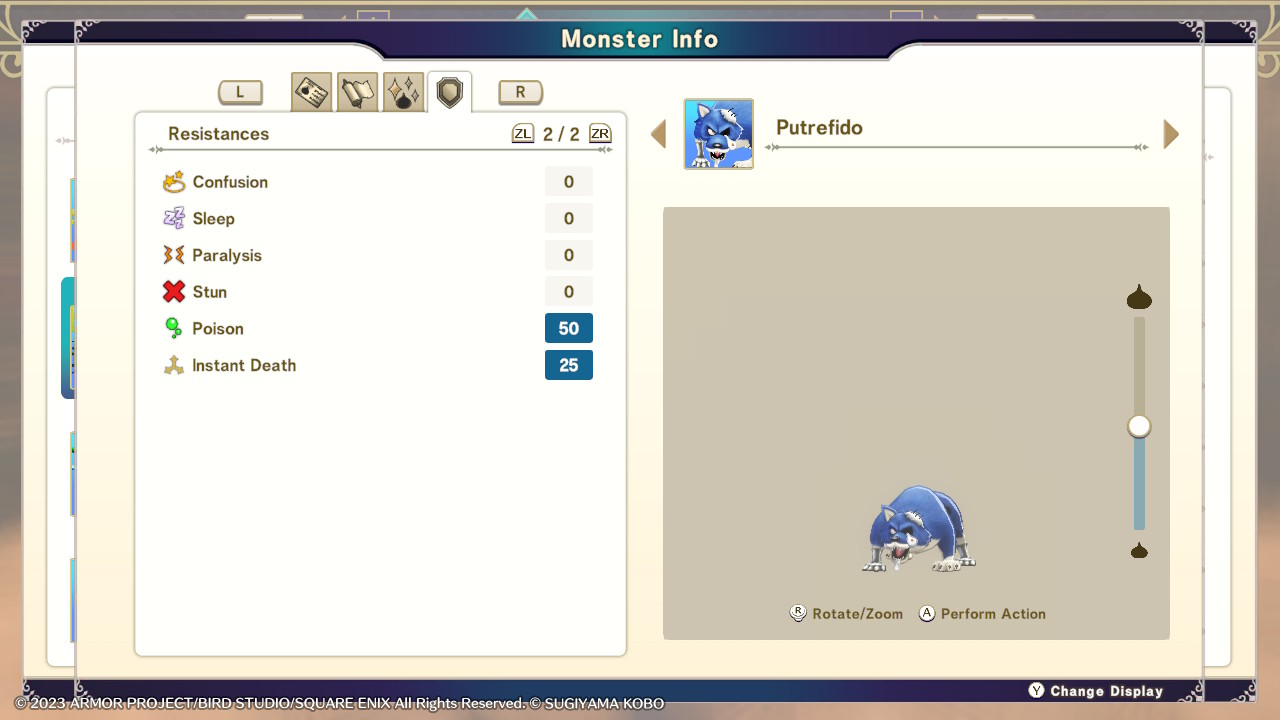 Monster Info
L
R
Resistances
ZL 2 / 2 ZR
Putrefido
Confusion 0
Sleep 0
Paralysis 0
Stun 0
Poison 50
Instant Death 25
R Rotate/Zoom A Perform Action
Y Change Display
© 2023 ARMOR PROJECT/BIRD STUDIO/SQUARE ENIX All Rights Reserved. © SUGIYAMA KOBO